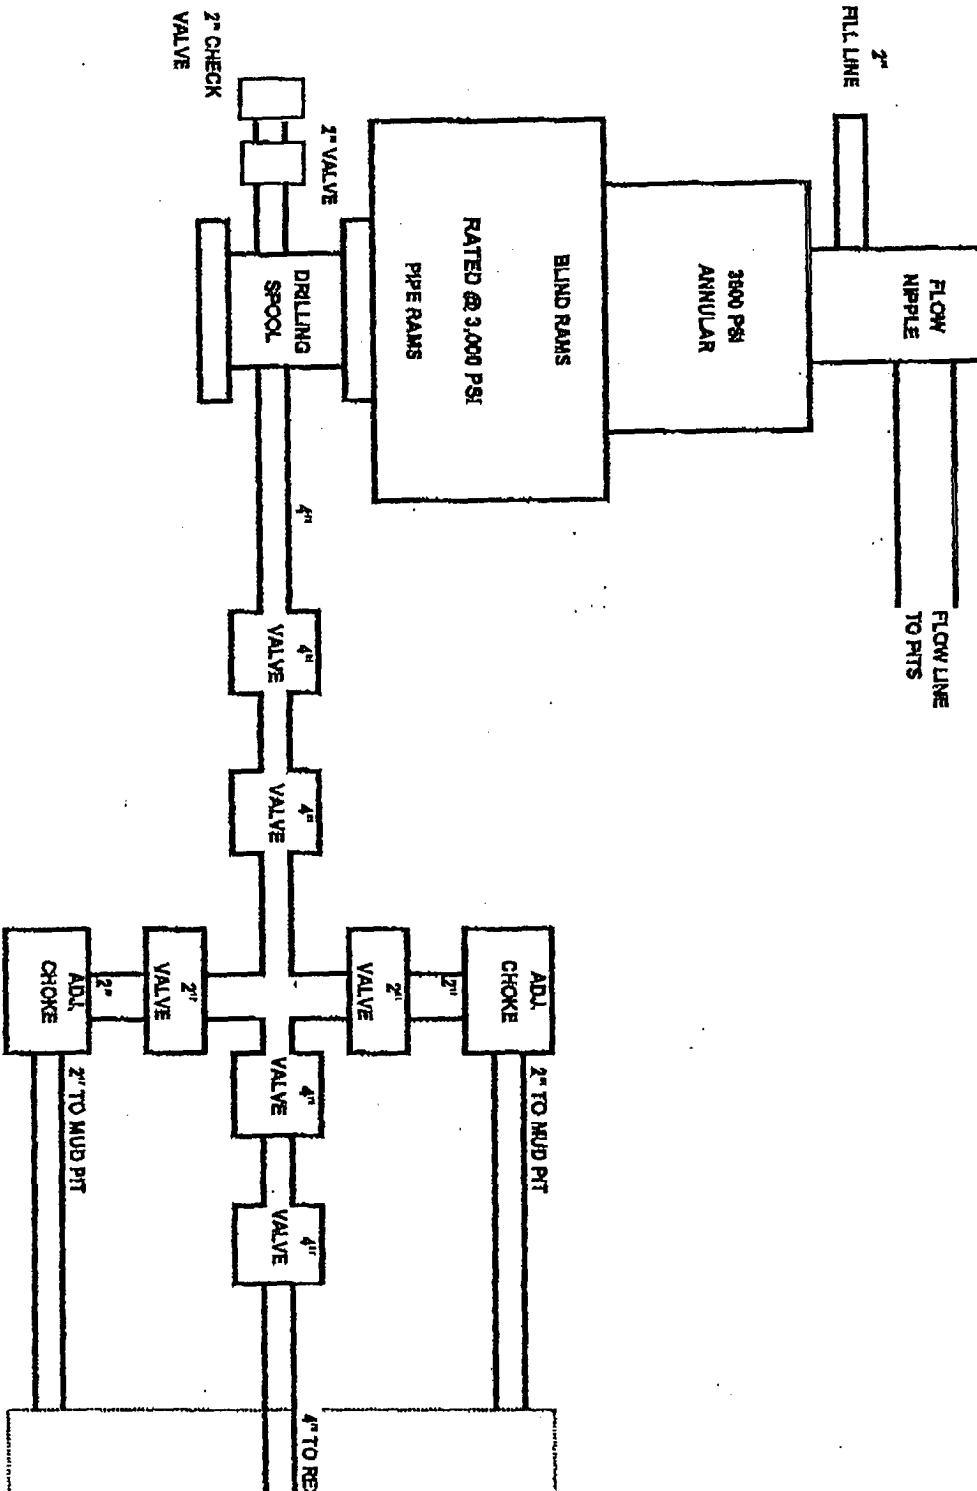 2"
FILL LINE
FLOW
NIPPLE
FLOW LINE
TO PITS
3000 PSI
ANNULAR
BLIND RAMS
RATED @ 3,000 PSI
PIPE RAMS
2" CHECK
VALVE
2" VALVE
DRILLING
SPOOL
4"
4"
VALVE
4"
VALVE
ADJ.
CHOKE
2"
2"
VALVE
2" TO MUD PIT
4"
VALVE
4"
VALVE
4" TO RE
2"
VALVE
2"
ADJ.
CHOKE
2" TO MUD PIT